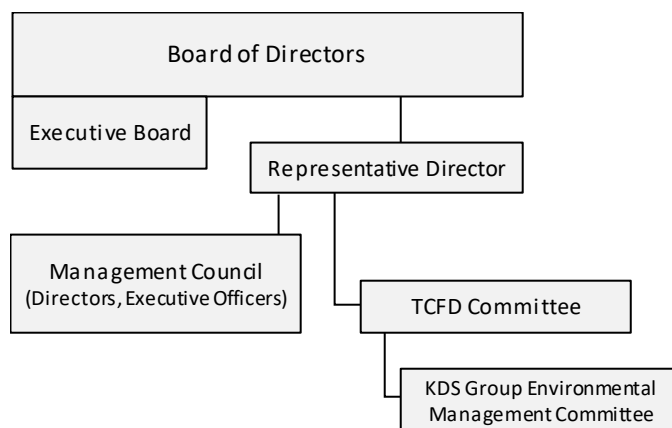 Board of Directors
Executive Board
Representative Director
Management Council
(Directors, Executive Officers)
TCFD Committee
KDS Group Environmental
Management Committee